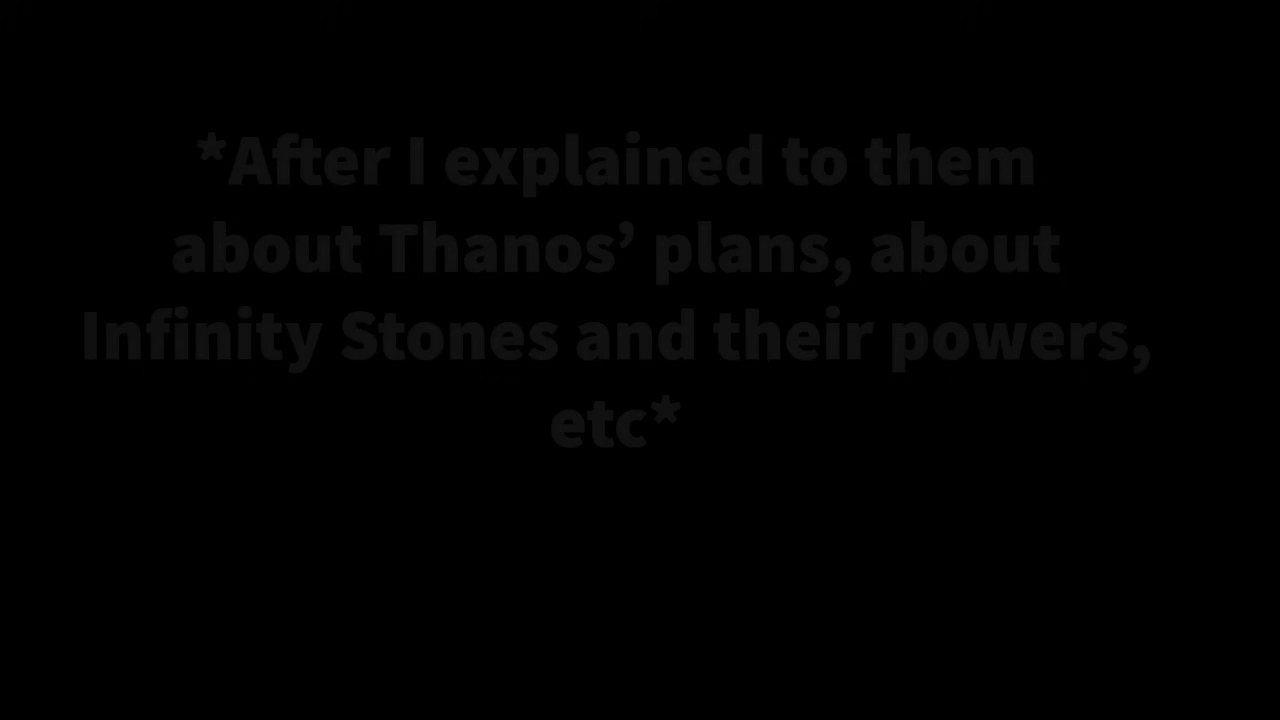 *After I explained to them
about Thanos’ plans, about
Infinity Stones and their powers,
etc*